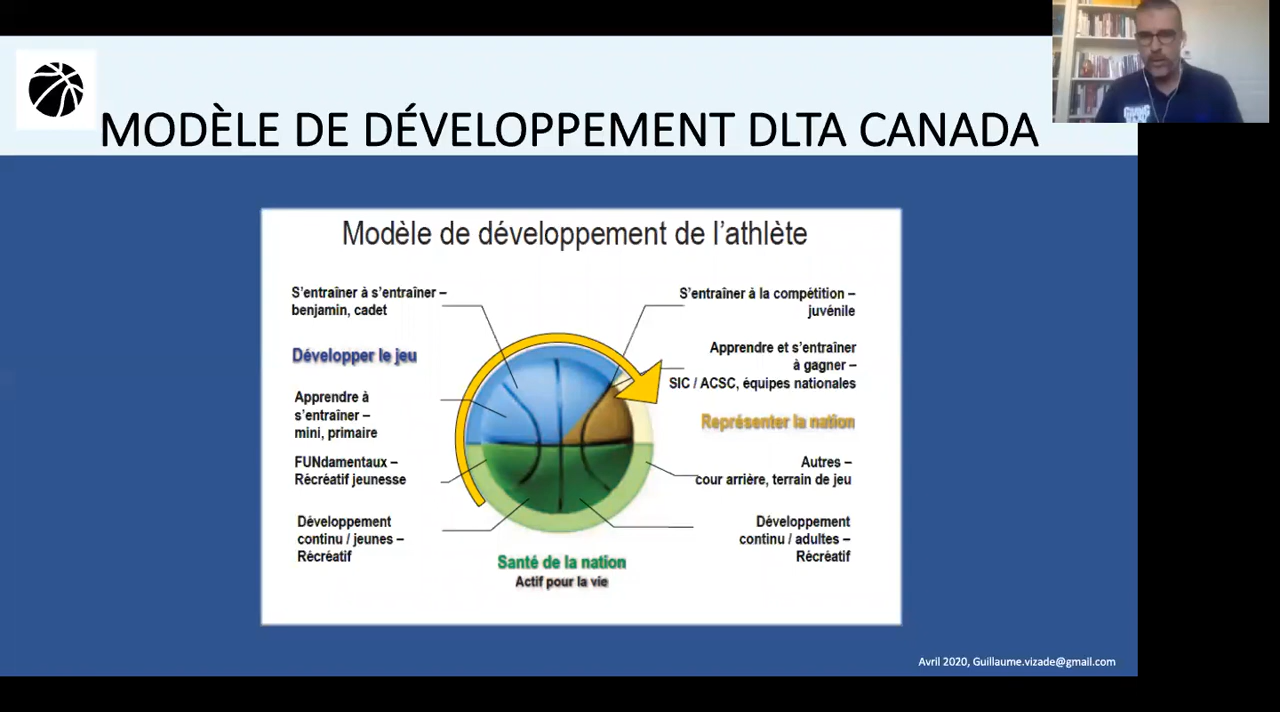 MODÈLE DE DÉVELOPPEMENT DLTA CANADA
Modèle de développement de l'athlète
S'entraîner à s'entraîner –
benjamin, cadet
Développer le jeu
Apprendre à
s'entraîner –
mini, primaire
FUNdamentaux –
Récréatif jeunesse
Développement
continu / jeunes –
Récréatif
S'entraîner à la compétition –
juvénile
Apprendre et s'entraîner
à gagner –
SIC / ACSC, équipes nationales
Représenter la nation
Autres –
cour arrière, terrain de jeu
Développement
continu / adultes –
Récréatif
Santé de la nation
Actif pour la vie
Avril 2020, Guillaume.vizade@gmail.com